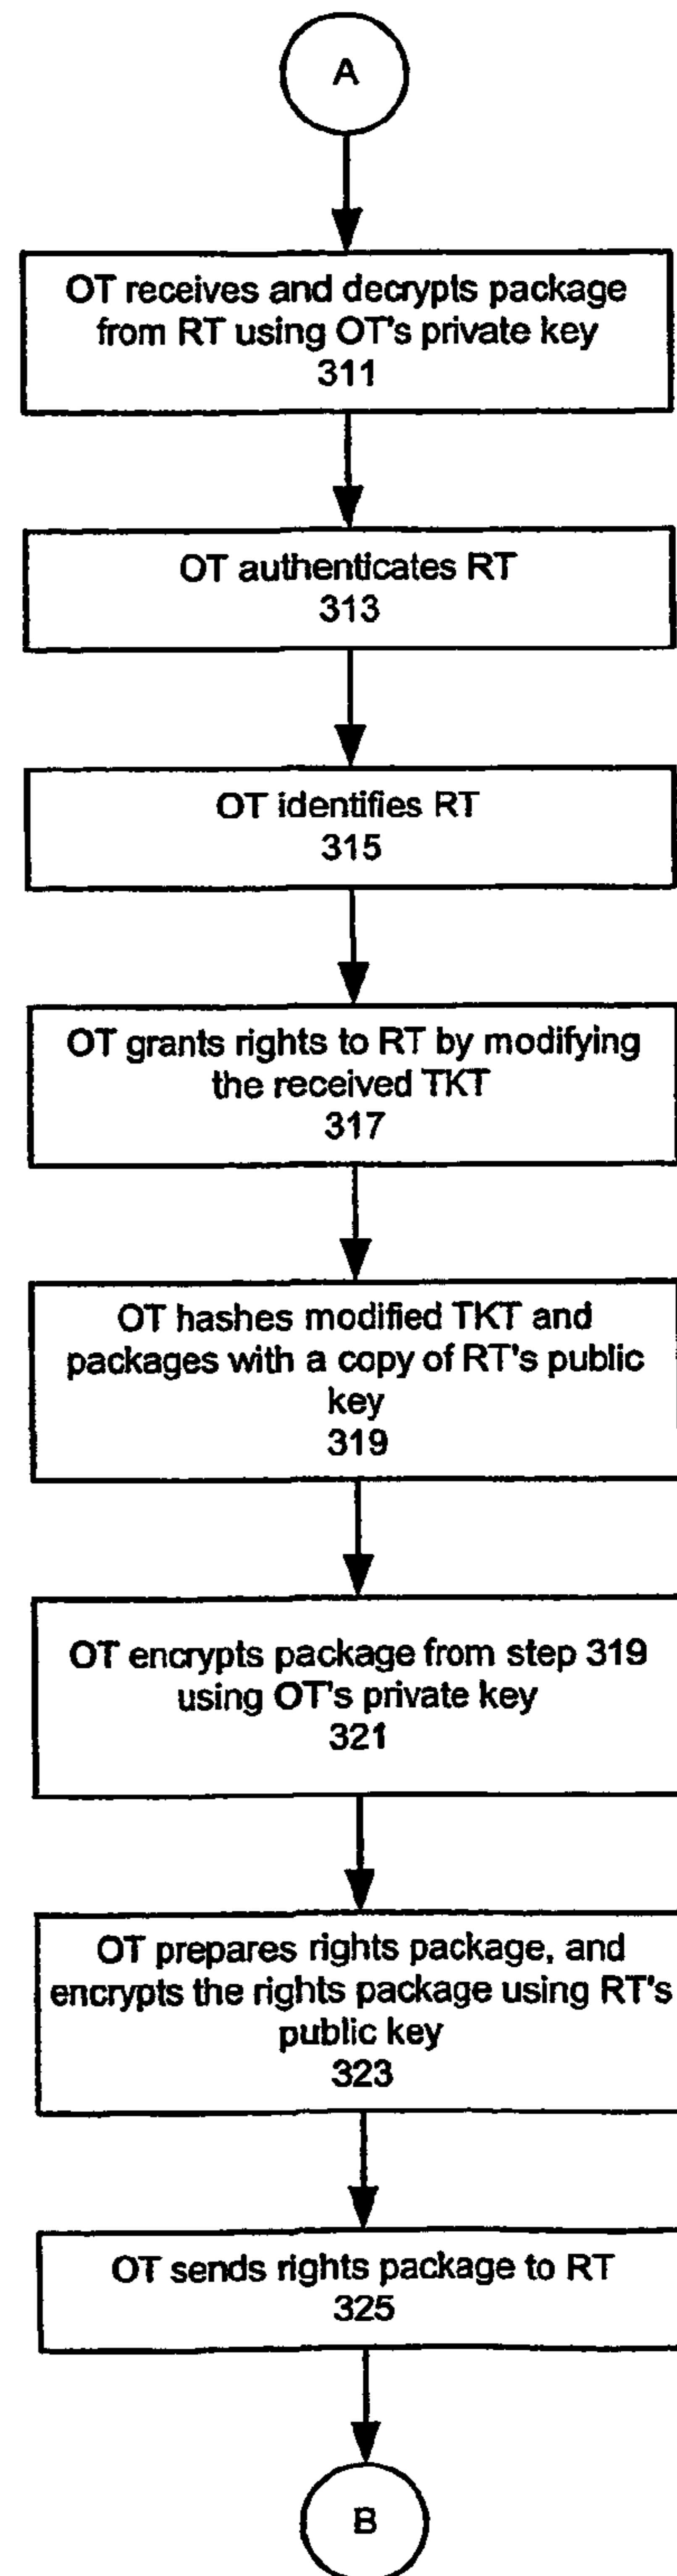 A
OT receives and decrypts package
from RT using OT's private key
311
OT authenticates RT
313
OT identifies RT
315
OT grants rights to RT by modifying
the received TKT
317
OT hashes modified TKT and
packages with a copy of RT's public
key
319
OT encrypts package from step 319
using OT's private key
321
OT prepares rights package, and
encrypts the rights package using RT's
public key
323
OT sends rights package to RT
325
B